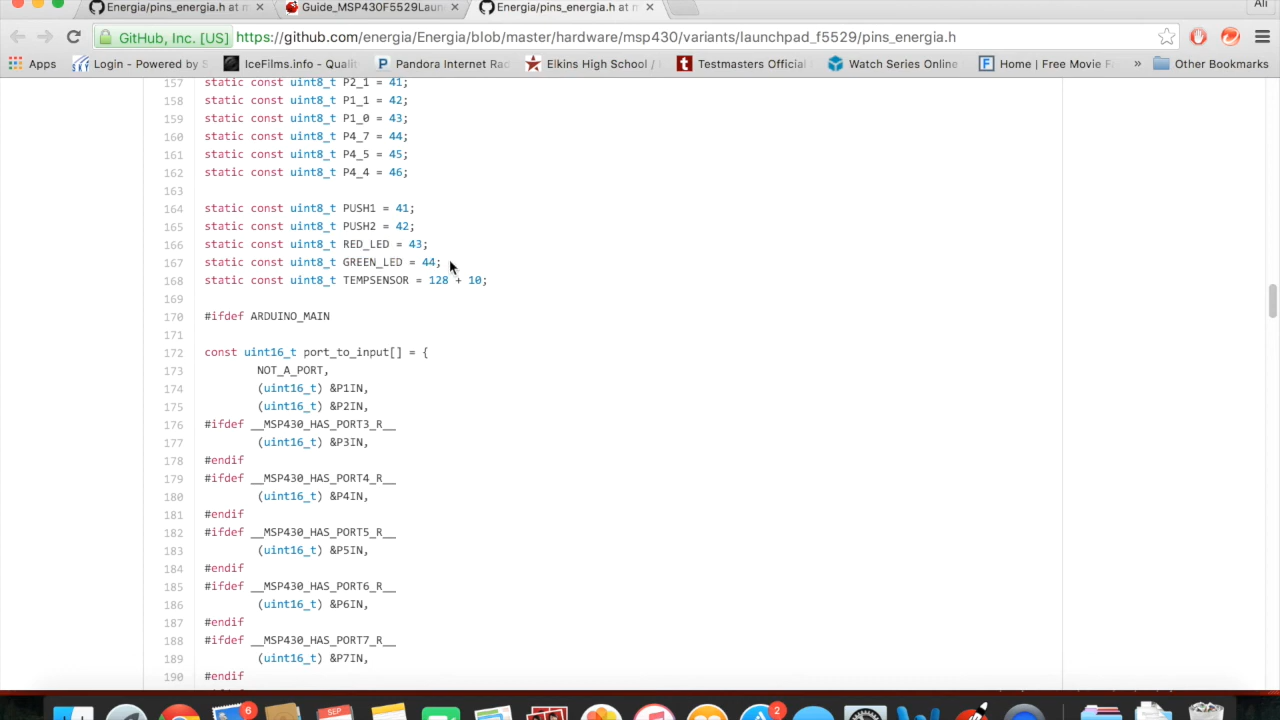 Energia/pins_energia.h at m
Guide_MSP430F5529Laun
Energia/pins_energia.h at m
Ali
GitHub, Inc. [US]
https://github.com/energia/Energia/blob/master/hardware/msp430/variants/launchpad_f5529/pins_energia.h
Apps
Login - Powered by S
IceFilms.info - Qualit
Pandora Internet Rad
Elkins High School / 
Testmasters Official
Watch Series Online
Home | Free Movie F
»
Other Bookmarks
157 static const uint8_t P2_1 = 41;
158 static const uint8_t P1_1 = 42;
159 static const uint8_t P1_0 = 43;
160 static const uint8_t P4_7 = 44;
161 static const uint8_t P4_5 = 45;
162 static const uint8_t P4_4 = 46;
163
164 static const uint8_t PUSH1 = 41;
165 static const uint8_t PUSH2 = 42;
166 static const uint8_t RED_LED = 43;
167 static const uint8_t GREEN_LED = 44;
168 static const uint8_t TEMPSENSOR = 128 + 10;
169
170 #ifdef ARDUINO_MAIN
171
172 const uint16_t port_to_input[] = {
173 NOT_A_PORT,
174 (uint16_t) &P1IN,
175 (uint16_t) &P2IN,
176 #ifdef __MSP430_HAS_PORT3_R__
177 (uint16_t) &P3IN,
178 #endif
179 #ifdef __MSP430_HAS_PORT4_R__
180 (uint16_t) &P4IN,
181 #endif
182 #ifdef __MSP430_HAS_PORT5_R__
183 (uint16_t) &P5IN,
184 #endif
185 #ifdef __MSP430_HAS_PORT6_R__
186 (uint16_t) &P6IN,
187 #endif
188 #ifdef __MSP430_HAS_PORT7_R__
189 (uint16_t) &P7IN,
190 #endif
6
SEP
2